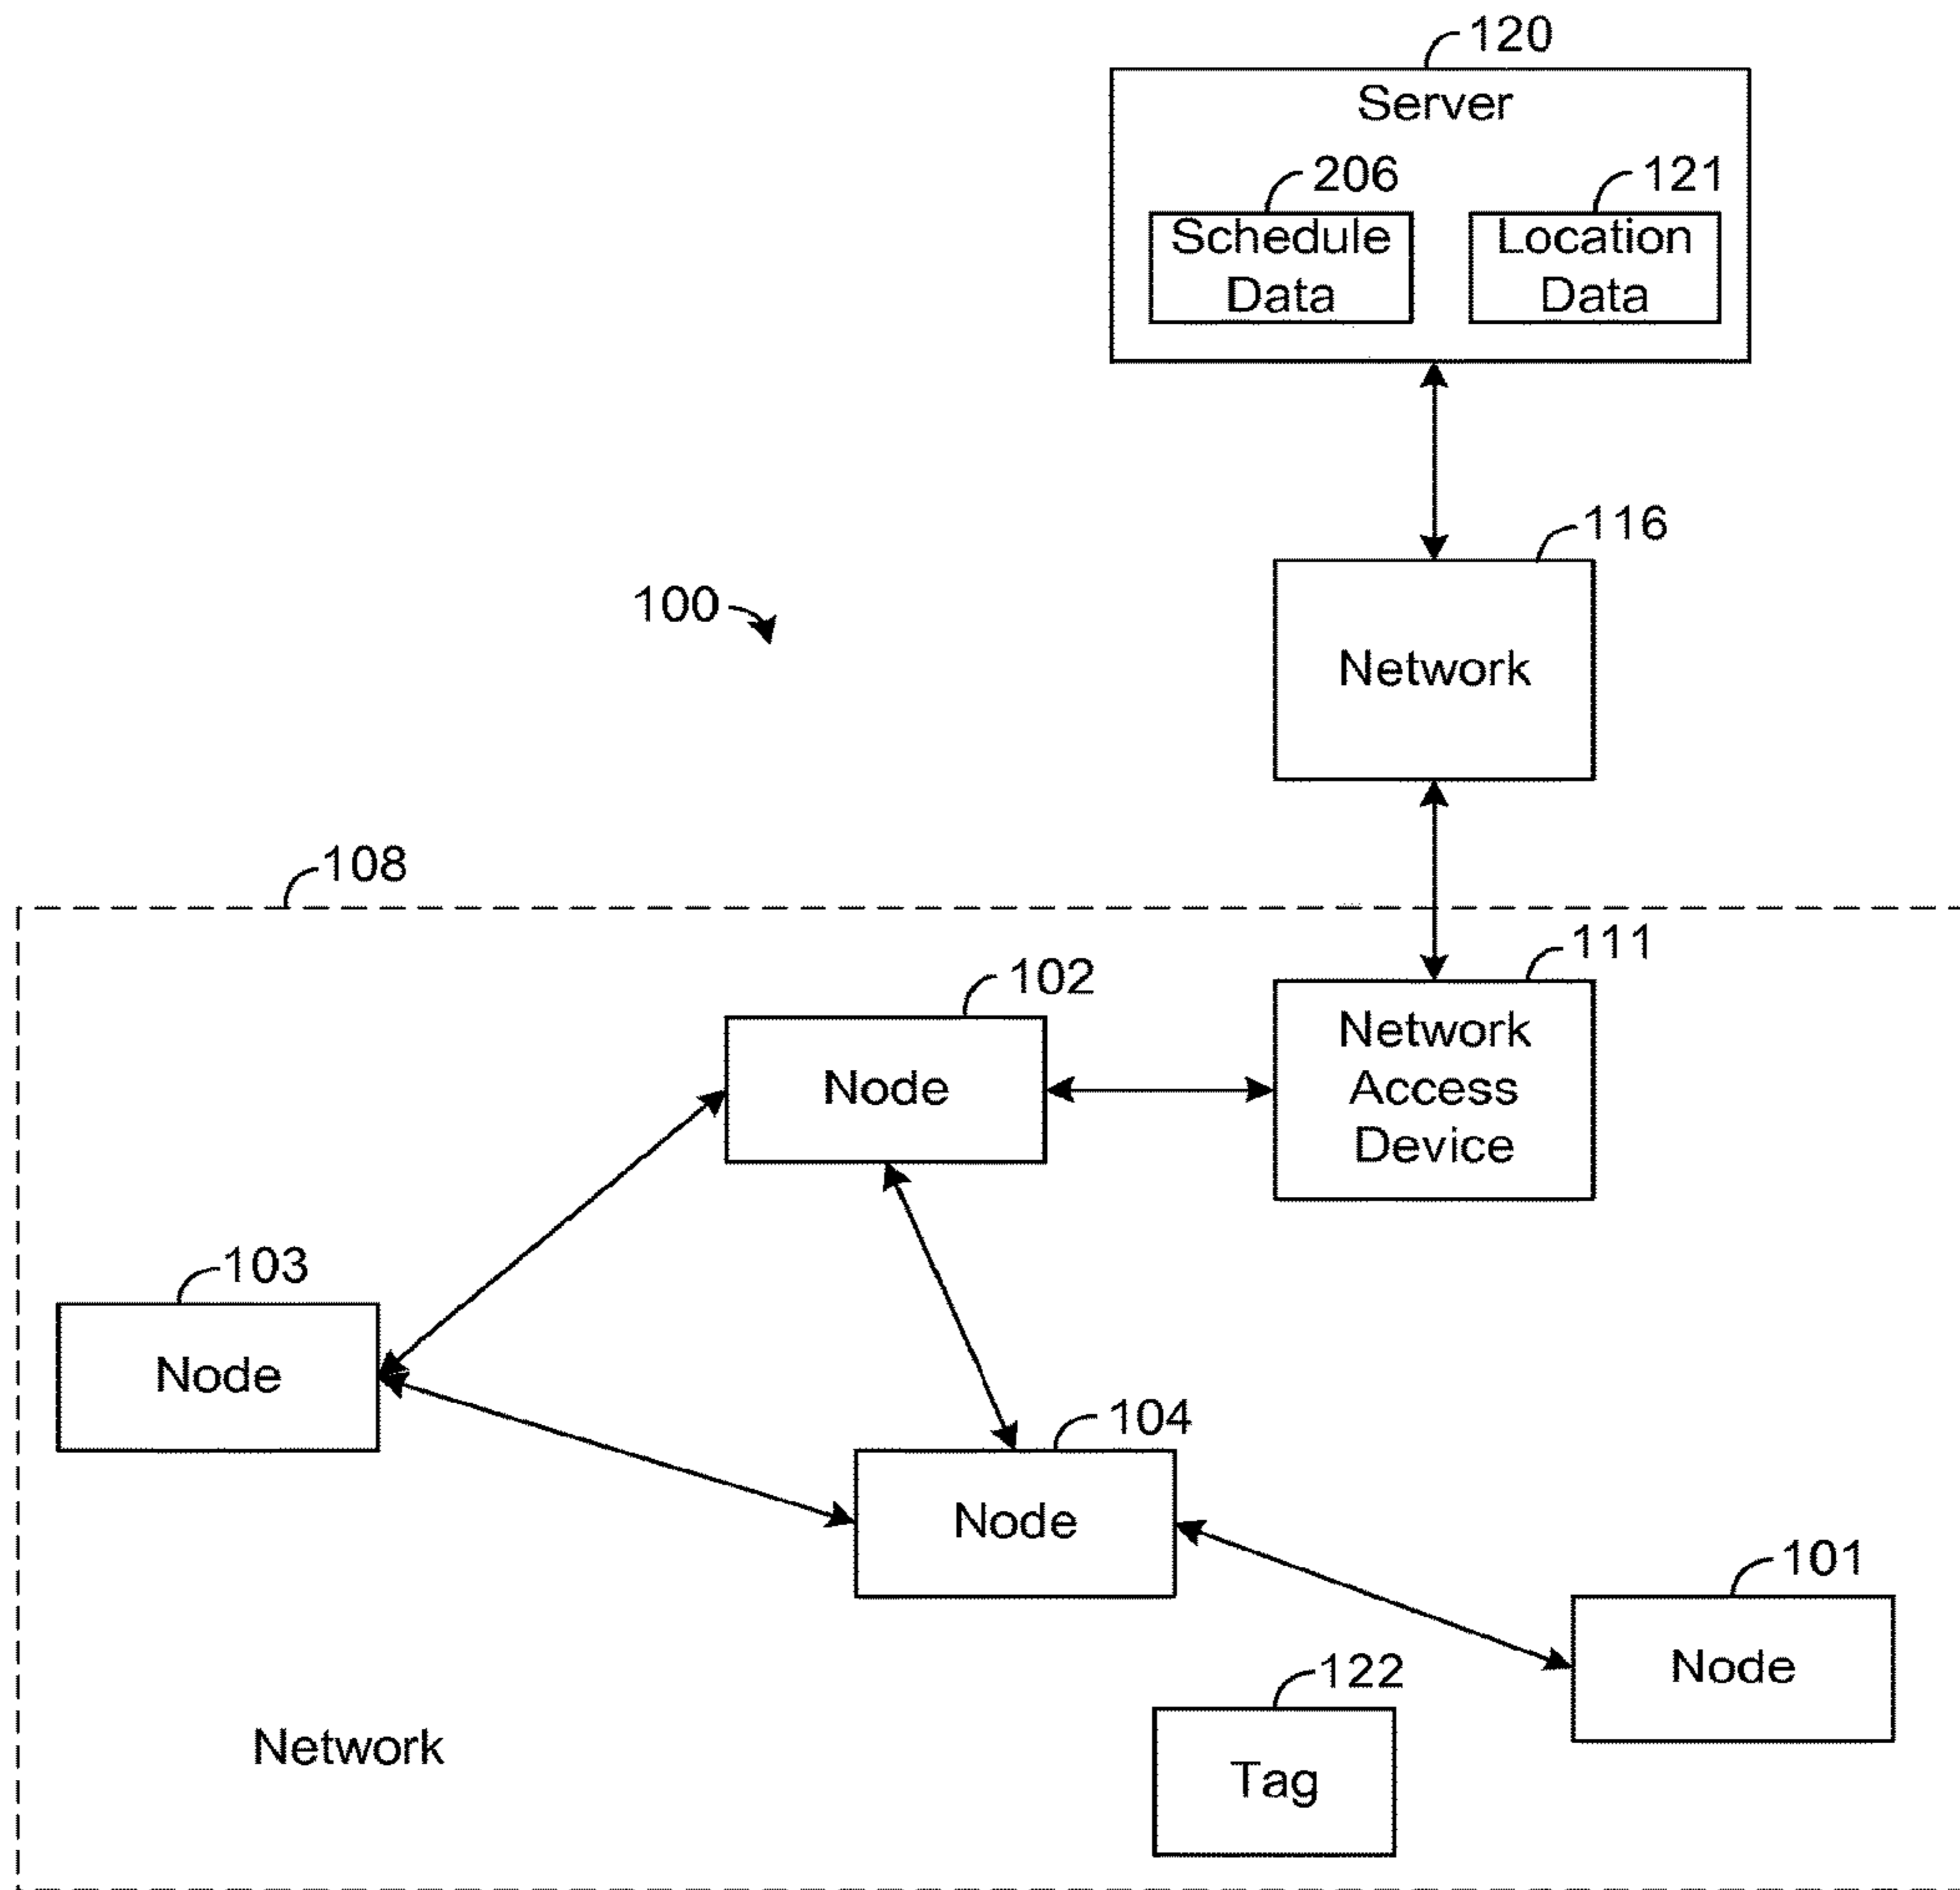 120
Server
206
121
Schedule
Data
Location
Data
116
100
Network
108
111
102
Network
Access
Device
Node
103
Node
104
Node
101
Node
122
Network
Tag